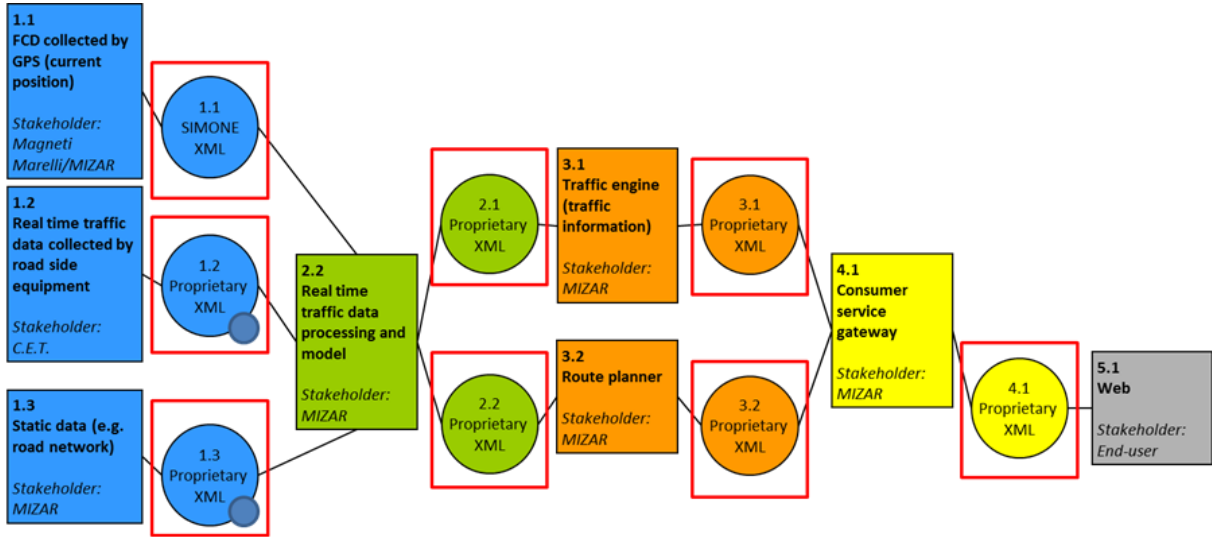 1.1
FCD collected by
GPS (current
position)
Stakeholder:
Magneti
Marelli/MIZAR
1.1
SIMONE
XML
1.2
Real time traffic
data collected by
road side
equipment
Stakeholder:
C.E.T.
1.2
Proprietary
XML
1.3
Static data (e.g.
road network)
Stakeholder:
MIZAR
1.3
Proprietary
XML
2.2
Real time
traffic data
processing and
model
Stakeholder:
MIZAR
2.1
Proprietary
XML
2.2
Proprietary
XML
3.1
Traffic engine
(traffic
information)
Stakeholder:
MIZAR
3.1
Proprietary
XML
3.2
Route planner
Stakeholder:
MIZAR
3.2
Proprietary
XML
4.1
Consumer
service
gateway
Stakeholder:
MIZAR
4.1
Proprietary
XML
5.1
Web
Stakeholder:
End-user